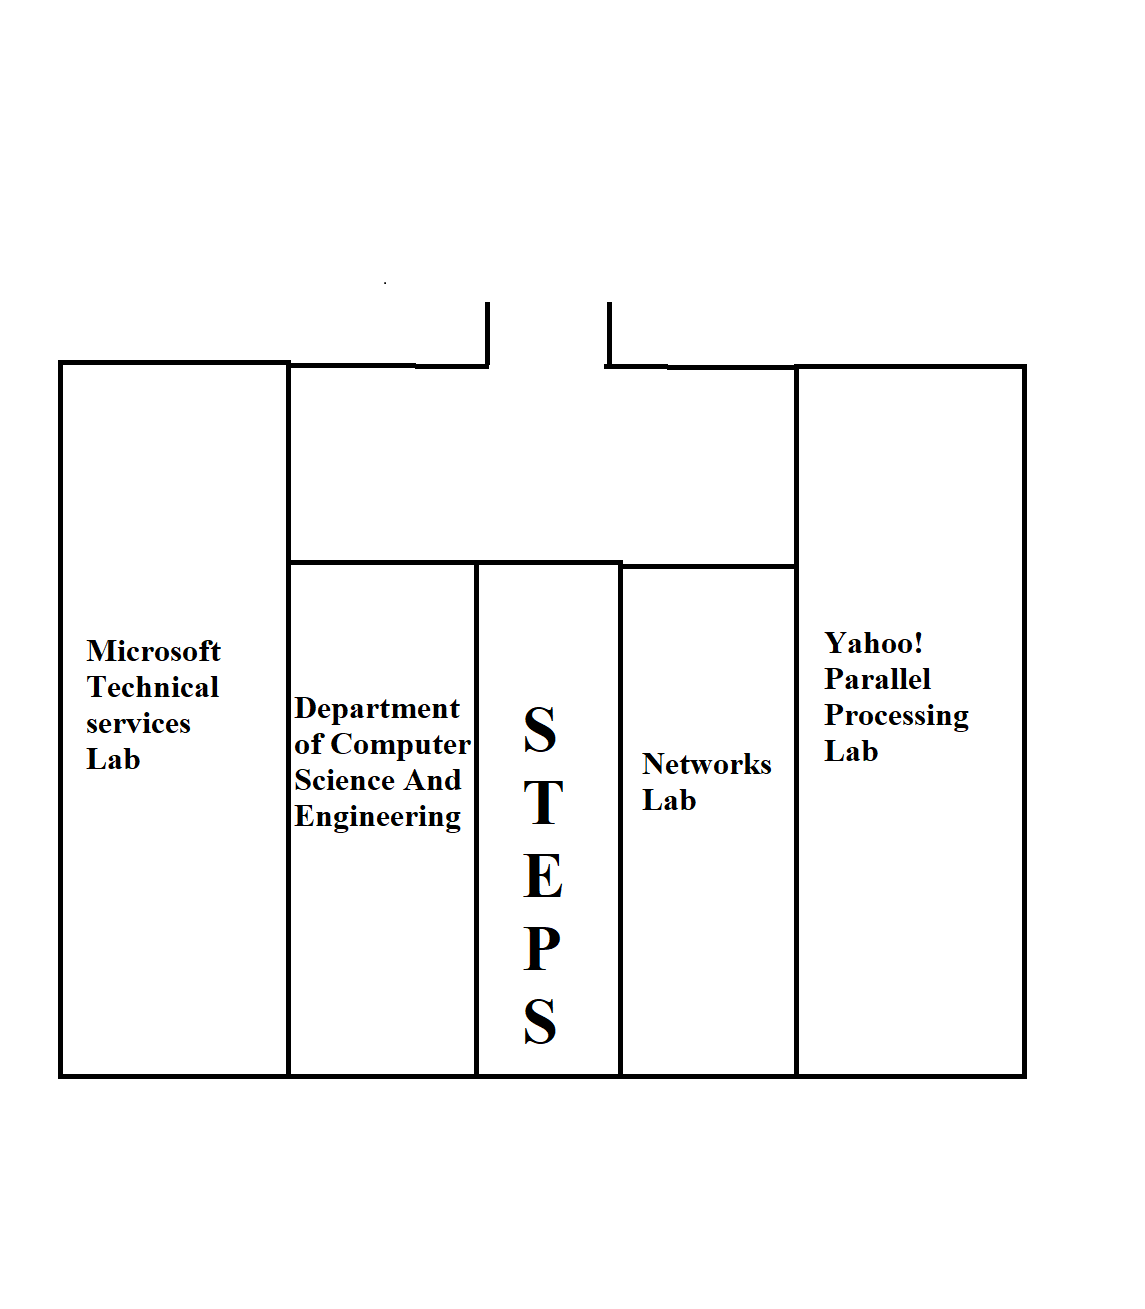 Microsoft
Technical
services
Lab
Department
of Computer
Science And
Engineering
S
T
E
P
S
Networks
Lab
Yahoo!
Parallel
Processing
Lab